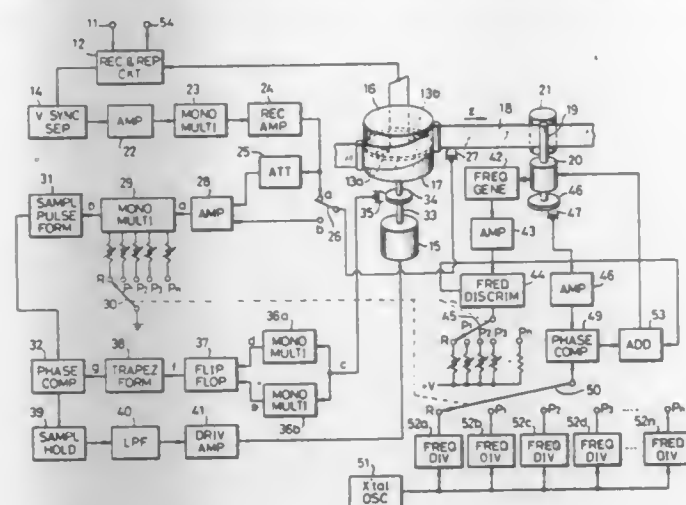 11
54
12
REC & REP
CKT
14
V SYNC
SEP
AMP
22
23
MONO
MULTI
24
REC
AMP
16
13b
18
21
19
20
27
42
FREQ
GENE
46
47
13a
17
34
35
33
15
25
ATT
a
b
26
31
SAMPL
PULSE
FORM
b
29
MONO
MULTI
a
28
AMP
R
P1
P2
P3
Pn
30
43
AMP
44
FREQ
DISCRIM
45
R
P1
P2
P3
Pn
+V
AMP
46
49
PHASE
COMP
53
ADD
50
32
PHASE
COMP
g
38
TRAPEZ
FORM
f
37
FLIP
FLOP
d
e
36a
MONO
MULTI
c
MONO
MULTI
36b
39
SAMPL
HOLD
40
LPF
41
DRIV
AMP
R
P1
P2
P3
Pn
52a
FREQ
DIV
52b
FREQ
DIV
52c
FREQ
DIV
52d
FREQ
DIV
52n
FREQ
DIV
51
Xtal
OSC